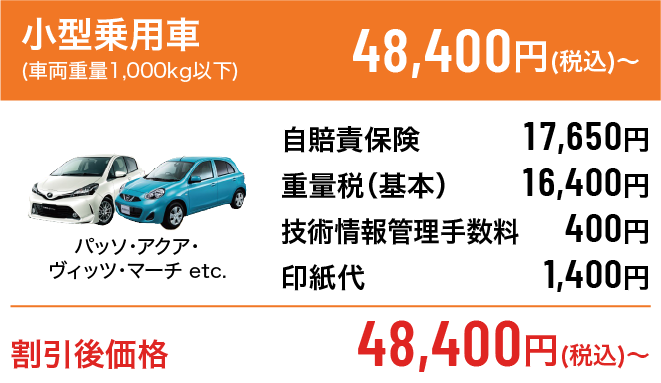 小型乗用車
(車両重量1,000kg以下)
48,400円(税込)～
自賠責保険 17,650円
重量税（基本） 16,400円
技術情報管理手数料 400円
印紙代 1,400円
パッソ・アクア・
ヴィッツ・マーチ etc.
割引後価格 48,400円(税込)～